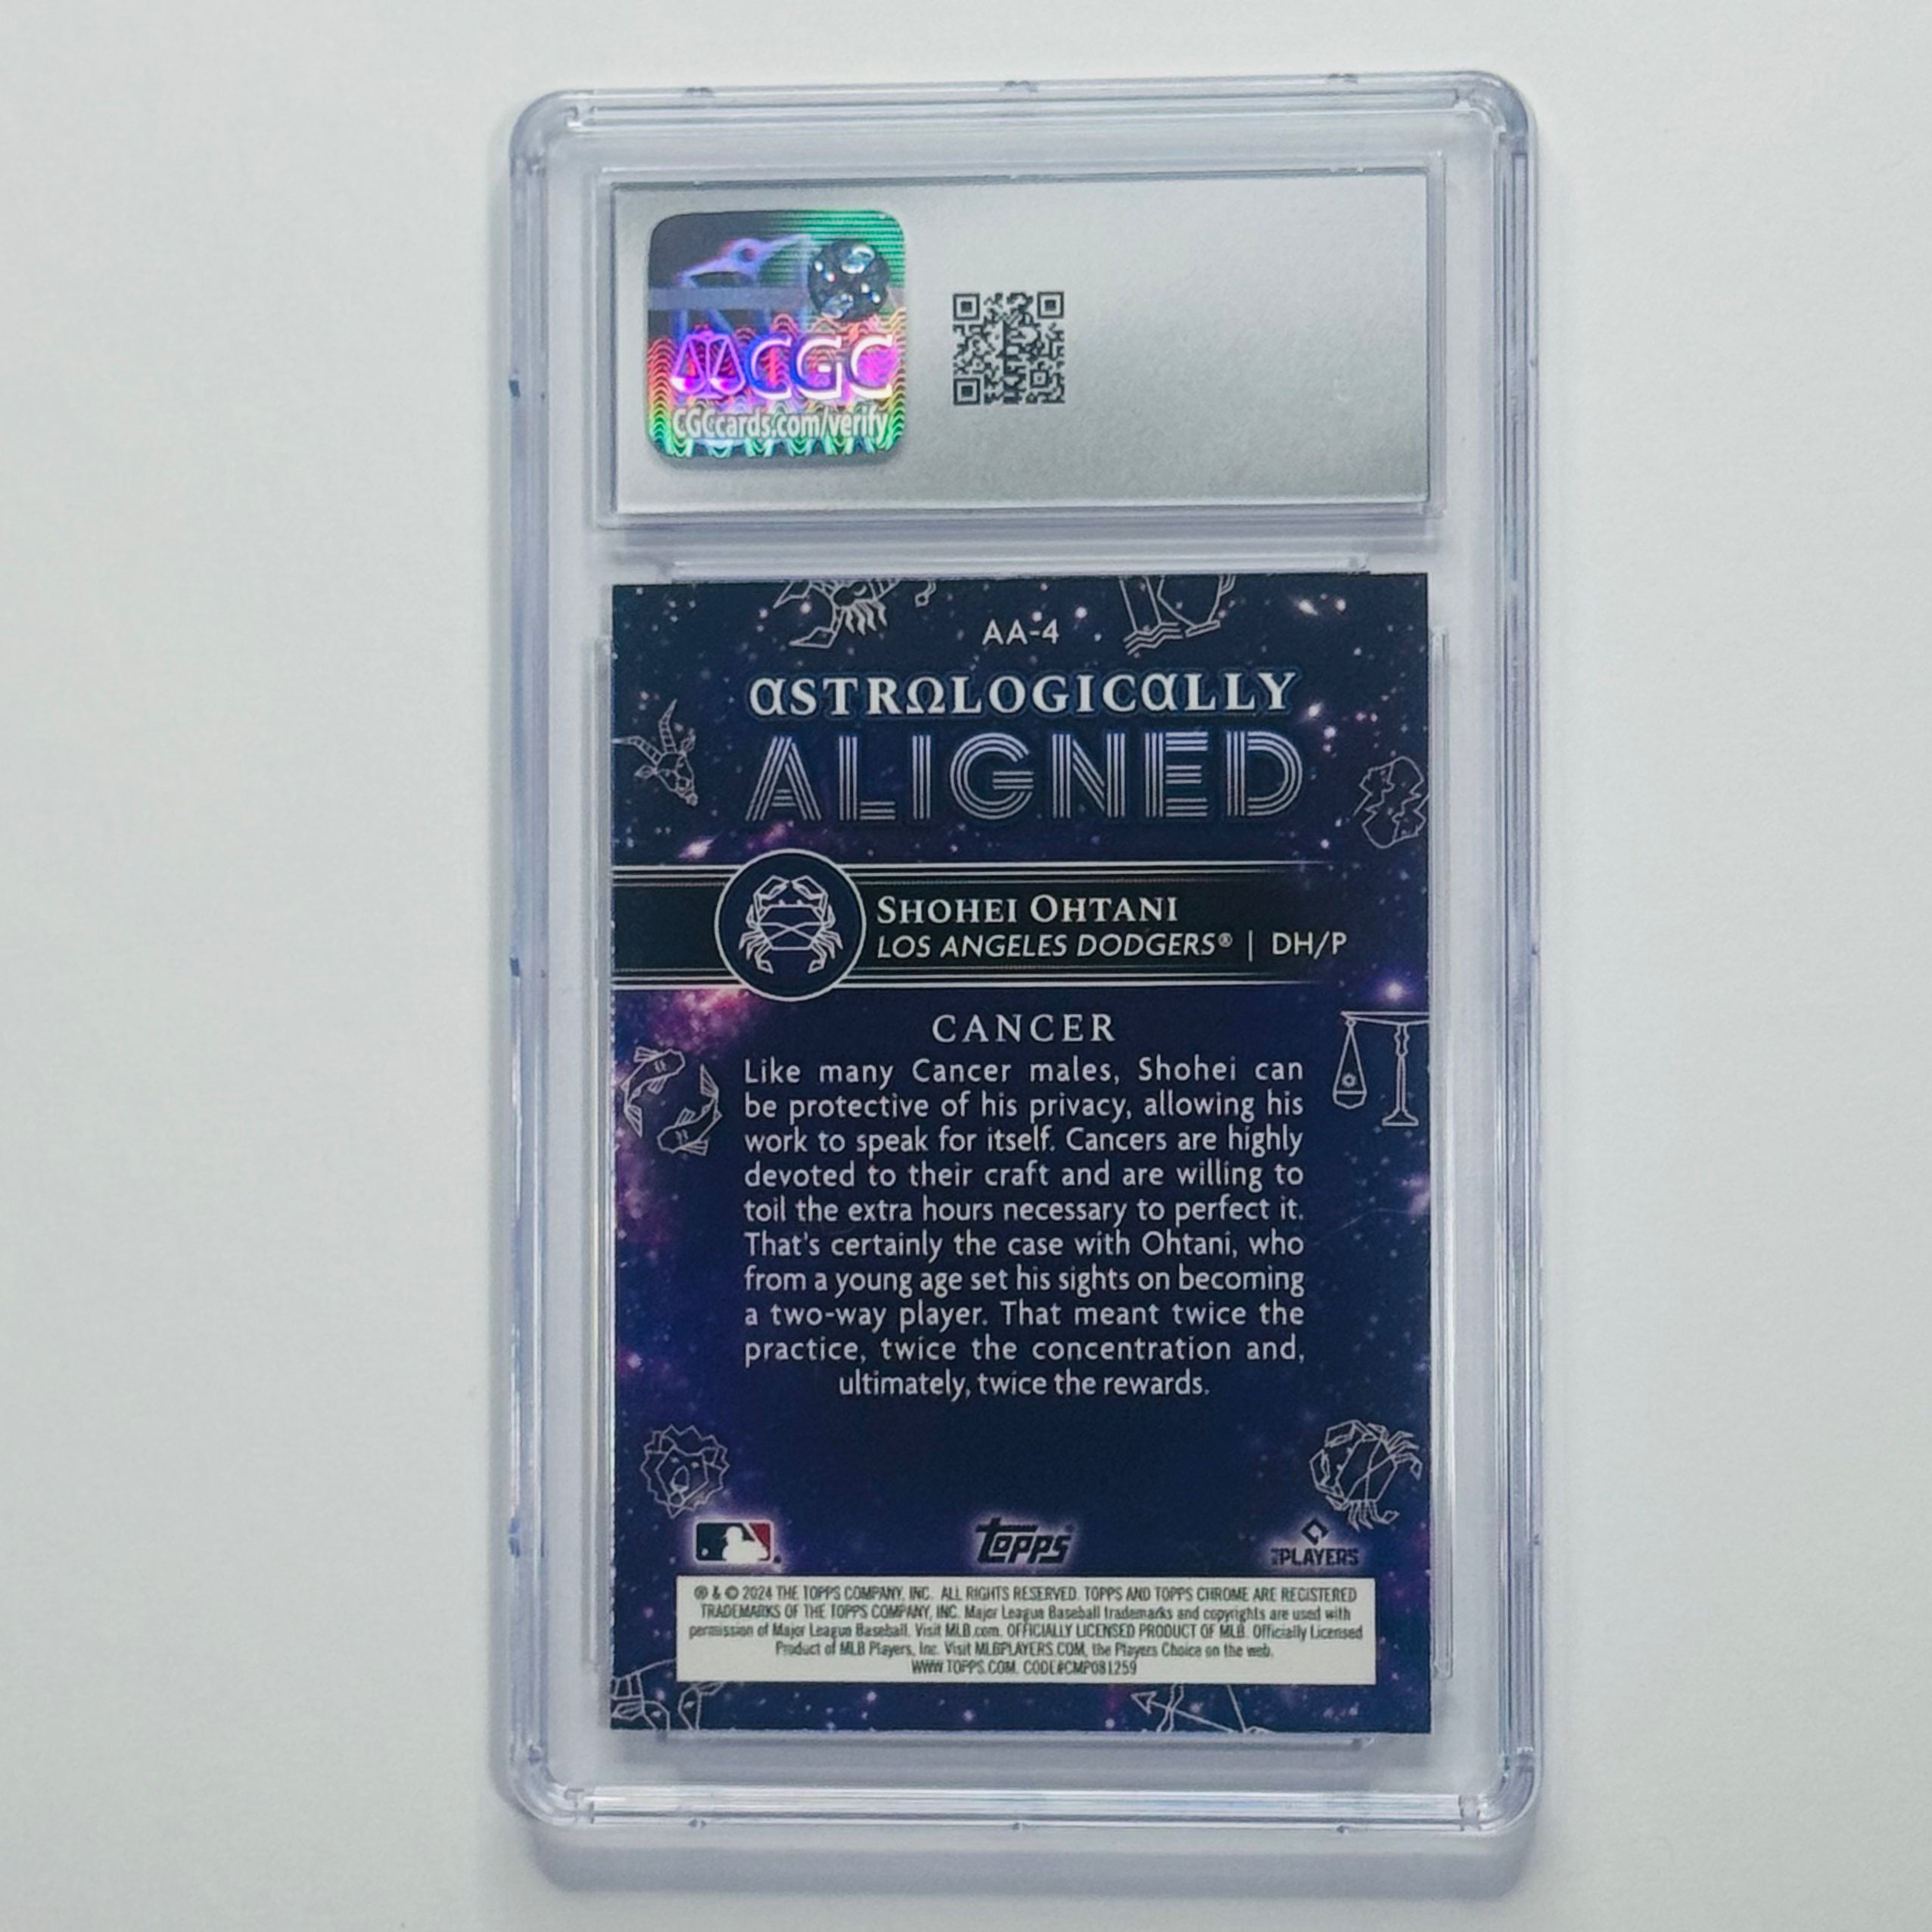 CGC
CGCcards.com/verify
AA-4
αSTRΩLOGICαLLY
ALIGNED
SHOHEI OHTANI
LOS ANGELES DODGERS® | DH/P
CANCER
Like many Cancer males, Shohei can
be protective of his privacy, allowing his
work to speak for itself. Cancers are highly
devoted to their craft and are willing to
toil the extra hours necessary to perfect it.
That's certainly the case with Ohtani, who
from a young age set his sights on becoming
a two-way player. That meant twice the
practice, twice the concentration and,
ultimately, twice the rewards.
Topps
PLAYERS
® & © 2024 THE TOPPS COMPANY, INC. ALL RIGHTS RESERVED. TOPPS AND TOPPS CHROME ARE REGISTERED
TRADEMARKS OF THE TOPPS COMPANY, INC. Major League Baseball trademarks and copyrights are used with
permission of Major League Baseball. Visit MLB.com. OFFICIALLY LICENSED PRODUCT OF MLB. Officially Licensed
Product of MLB Players, Inc. Visit MLBPLAYERS.COM, the Players Choice on the web.
WWW.TOPPS.COM. CODE#CMP081259